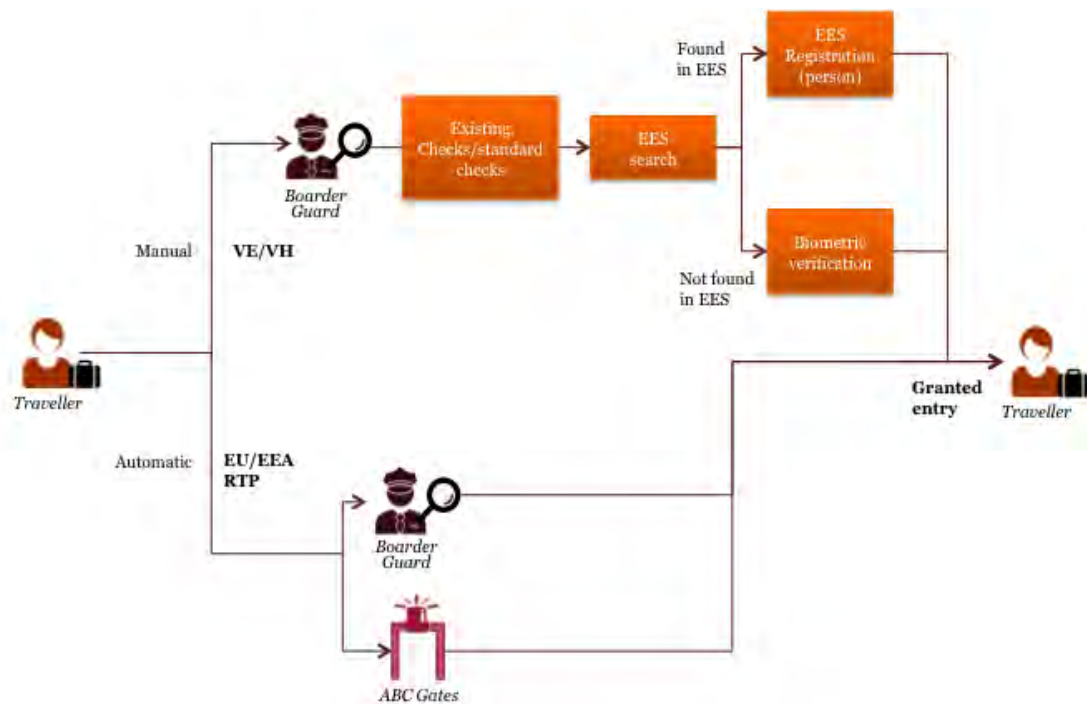 Found
in EES
EES
Registration
(person)
Existing
Checks/standard
checks
EES
search
Boarder
Guard
Manual
VE/VH
Biometric
verification
Not found
in EES
Traveller
Granted
entry
Traveller
Automatic
EU/EEA
RTP
Boarder
Guard
ABC Gates